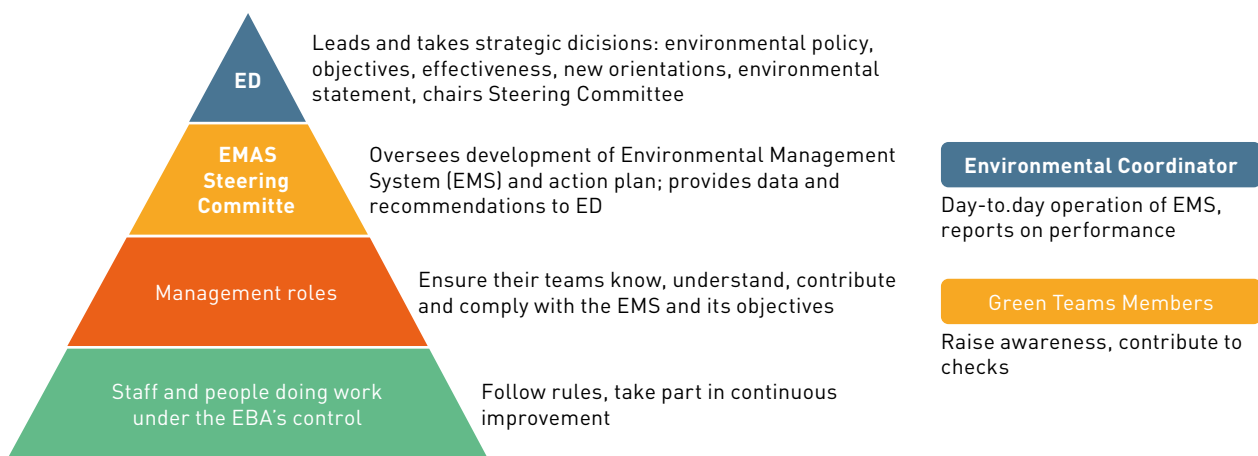 ED
Leads and takes strategic dicisions: environmental policy,
objectives, effectiveness, new orientations, environmental
statement, chairs Steering Committee
EMAS
Steering
Committe
Oversees development of Environmental Management
System (EMS) and action plan; provides data and
recommendations to ED
Management roles
Ensure their teams know, understand, contribute
and comply with the EMS and its objectives
Staff and people doing work
under the EBA’s control
Follow rules, take part in continuous
improvement
Environmental Coordinator
Day-to.day operation of EMS,
reports on performance
Green Teams Members
Raise awareness, contribute to
checks